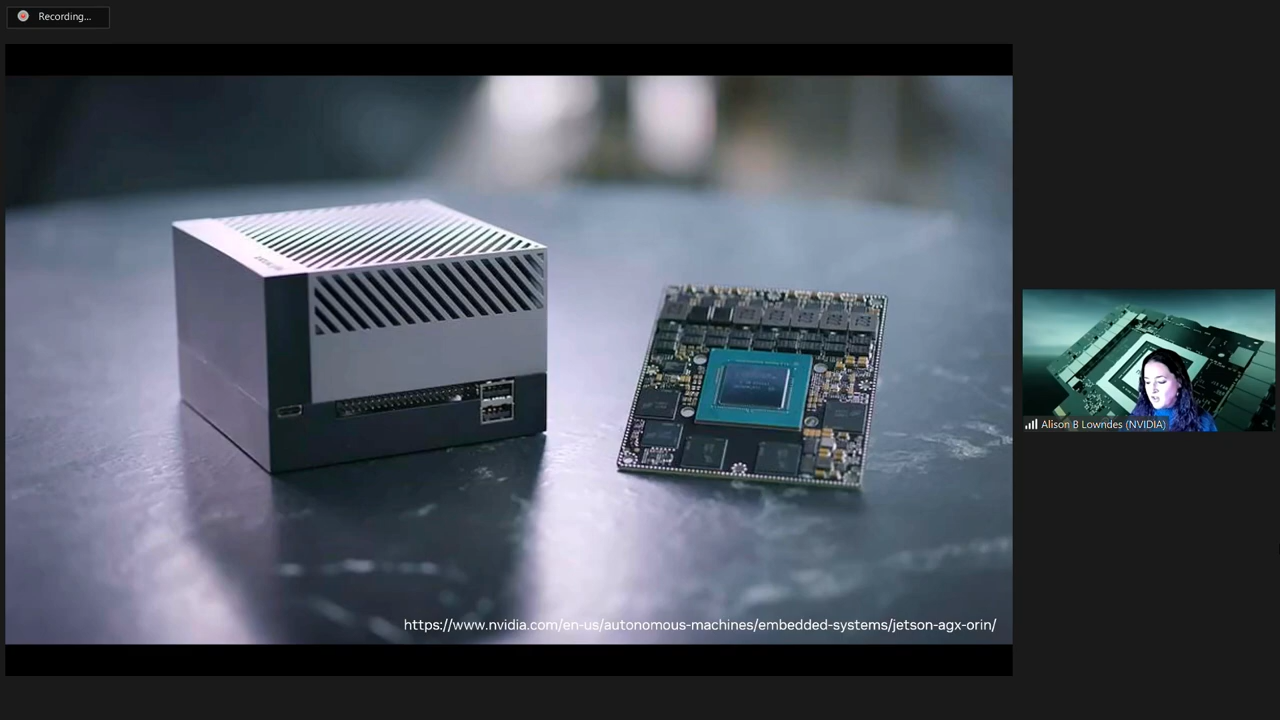 Recording...
https://www.nvidia.com/en-us/autonomous-machines/embedded-systems/jetson-agx-orin/
Alison B Lowndes (NVIDIA)